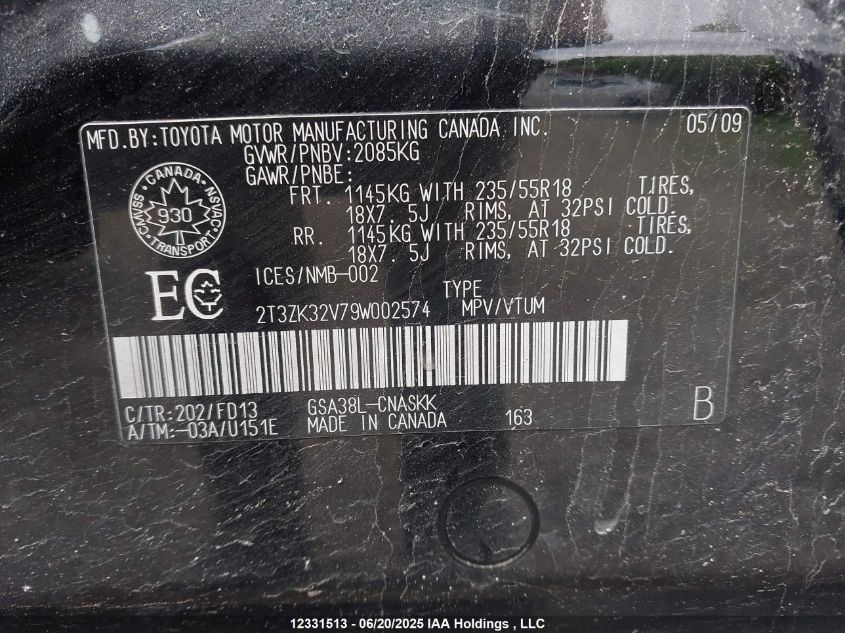 MFD.BY:TOYOTA MOTOR MANUFACTURING CANADA INC. 05/09
GVWR/PNBV:2085KG
GAWR/PNBE:
FRT. 1145KG WITH 235/55R18 TIRES,
18X7.5J RIMS, AT 32PSI COLD.
RR. 1145KG WITH 235/55R18 TIRES,
18X7.5J RIMS, AT 32PSI COLD.
CANADA
CMVSS 930 NSVAC
TRANSPORT
EC
ICES/NMB-002
TYPE
2T3ZK32V79W002574 MPV/VTUM
C/TR:202/FD13 GSA38L-CNASKK
A/TM:-03A/U151E MADE IN CANADA 163 B
12331513 - 06/20/2025 IAA Holdings , LLC